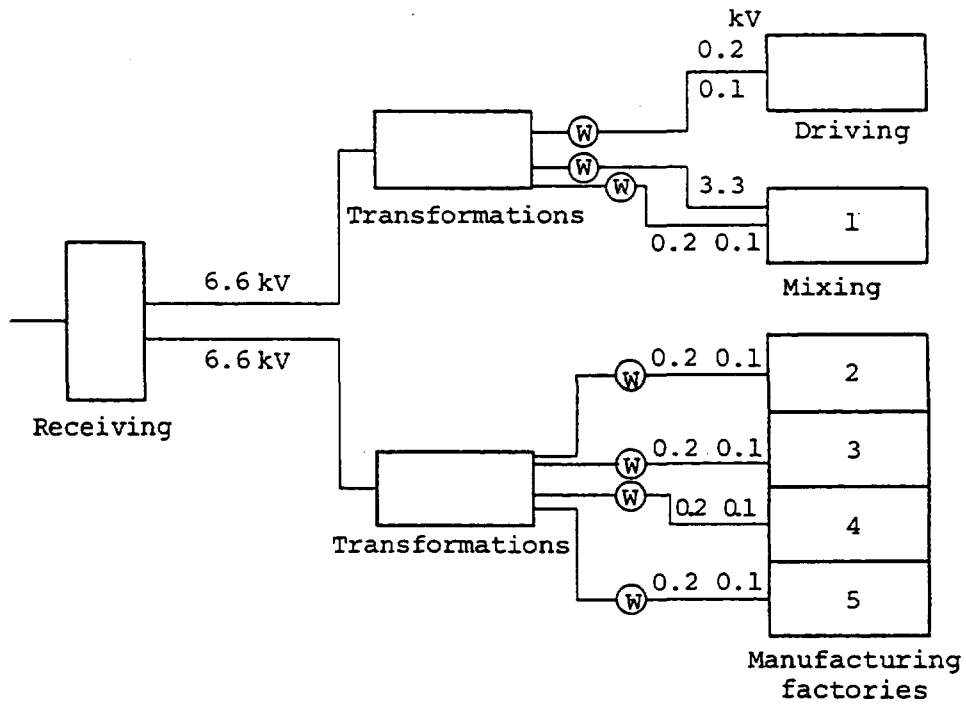 kV
0.2
0.1
Driving
W
W
W
3.3
0.2 0.1
1
Mixing
Transformations
6.6 kV
6.6 kV
Receiving
W
0.2 0.1
2
W
0.2 0.1
3
W
0.2 0.1
4
W
0.2 0.1
5
Transformations
Manufacturing
factories